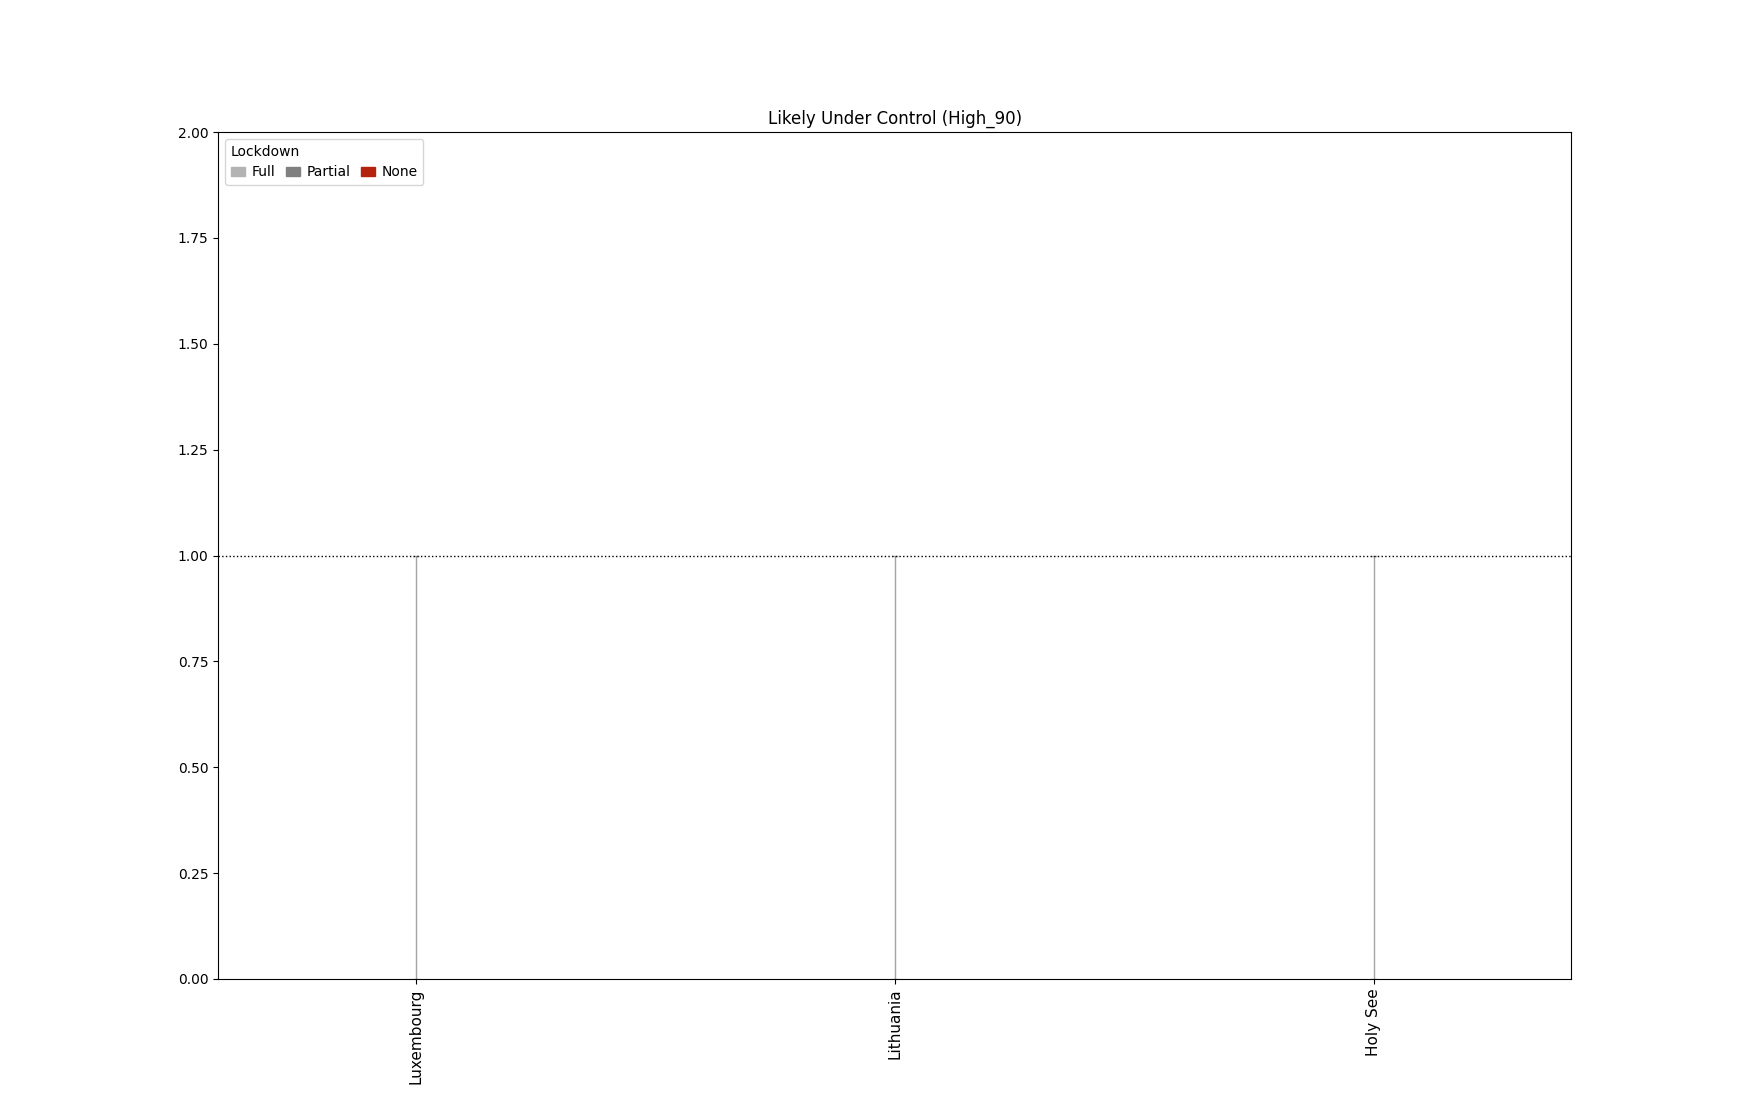 Likely Under Control (High_90)
Lockdown
Full Partial None
2.00
1.75
1.50
1.25
1.00
0.75
0.50
0.25
0.00
Luxembourg
Lithuania
Holy See